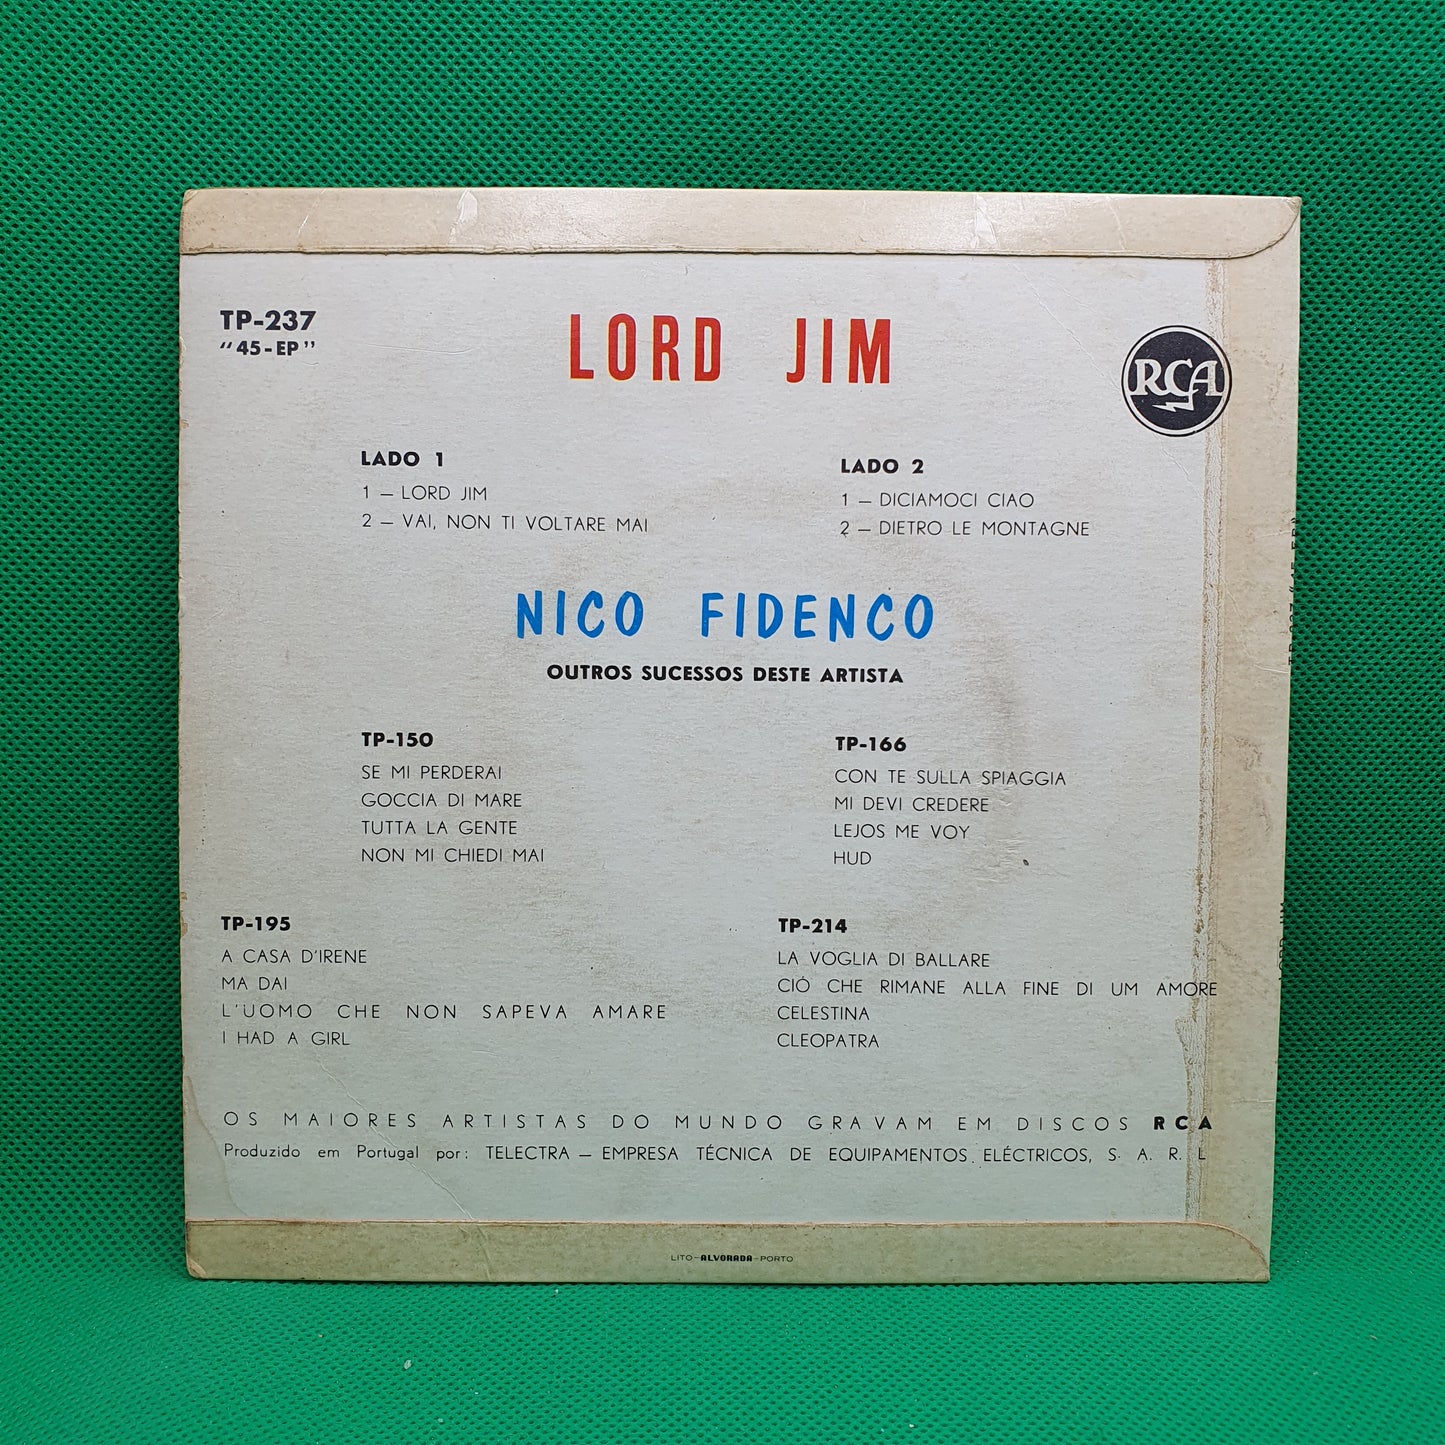 TP-237
"45-EP"
LORD JIM
RCA
LADO 1
1 — LORD JIM
2 — VAI, NON TI VOLTARE MAI
LADO 2
1 — DICIAMOCI CIAO
2 — DIETRO LE MONTAGNE
NICO FIDENCO
OUTROS SUCESSOS DESTE ARTISTA
TP-150
SE MI PERDERAI
GOCCIA DI MARE
TUTTA LA GENTE
NON MI CHIEDI MAI
TP-166
CON TE SULLA SPIAGGIA
MI DEVI CREDERE
LEJOS ME VOY
HUD
TP-195
A CASA D'IRENE
MA DAI
L'UOMO CHE NON SAPEVA AMARE
I HAD A GIRL
TP-214
LA VOGLIA DI BALLARE
CIÒ CHE RIMANE ALLA FINE DI UM AMORE
CELESTINA
CLEOPATRA
OS MAIORES ARTISTAS DO MUNDO GRAVAM EM DISCOS RCA
Produzido em Portugal por: TELECTRA — EMPRESA TÉCNICA DE EQUIPAMENTOS ELÉCTRICOS, S. A. R. L
LITO-ALVORADA-PORTO
LORD JIM